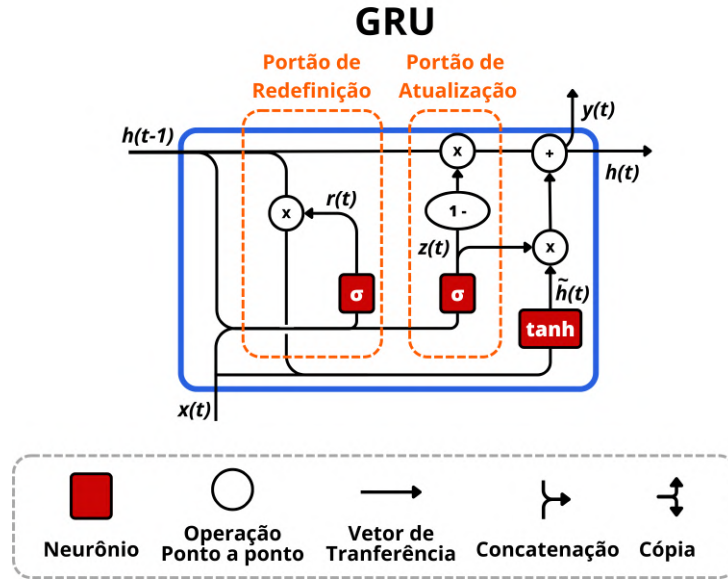 GRU
Portão de
Redefinição
Portão de
Atualização
h(t-1)
y(t)
x
+
h(t)
r(t)
x
1 -
z(t)
x
σ
σ
h̃(t)
tanh
x(t)
Neurônio
Operação
Ponto a ponto
Vetor de
Tranferência
Concatenação
Cópia